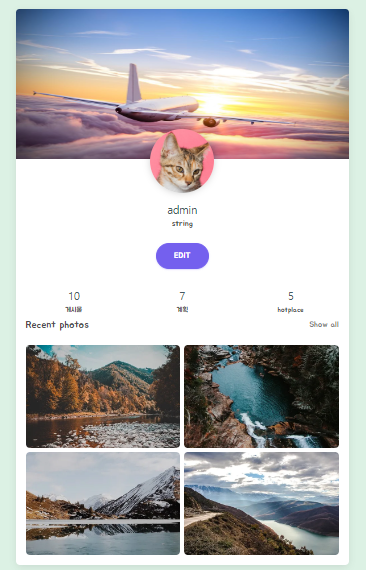 admin
string
EDIT
10 7 5
게시물 계획 hotplace
Recent photos Show all